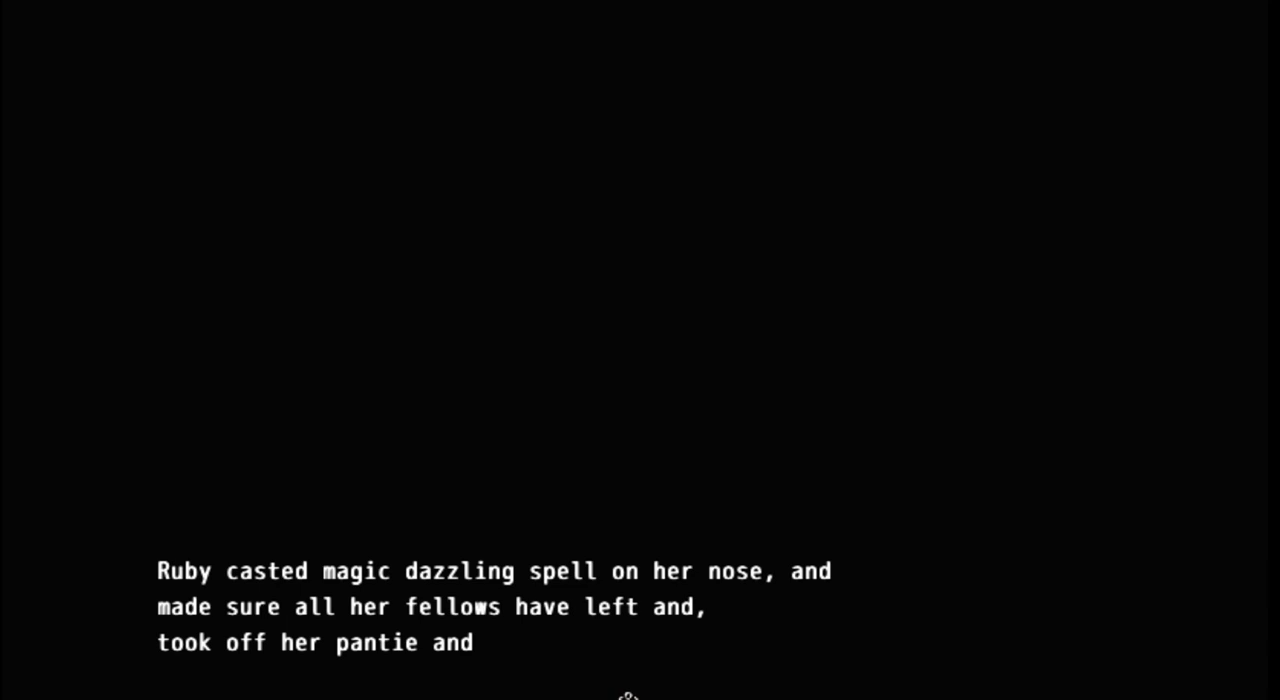 Ruby casted magic dazzling spell on her nose, and
made sure all her fellows have left and,
took off her pantie and